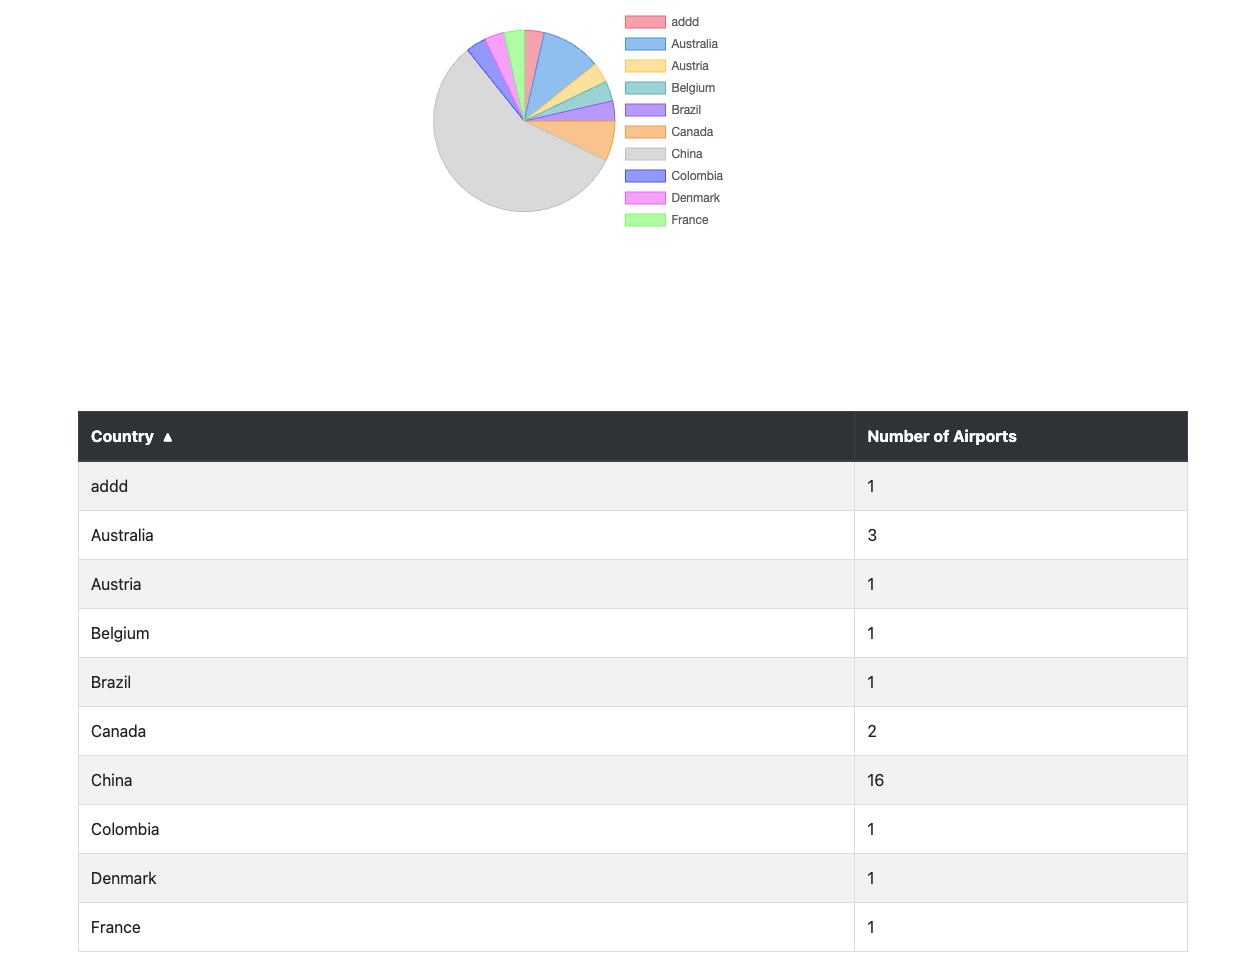 addd
Australia
Austria
Belgium
Brazil
Canada
China
Colombia
Denmark
France
Country ▲ Number of Airports
addd 1
Australia 3
Austria 1
Belgium 1
Brazil 1
Canada 2
China 16
Colombia 1
Denmark 1
France 1